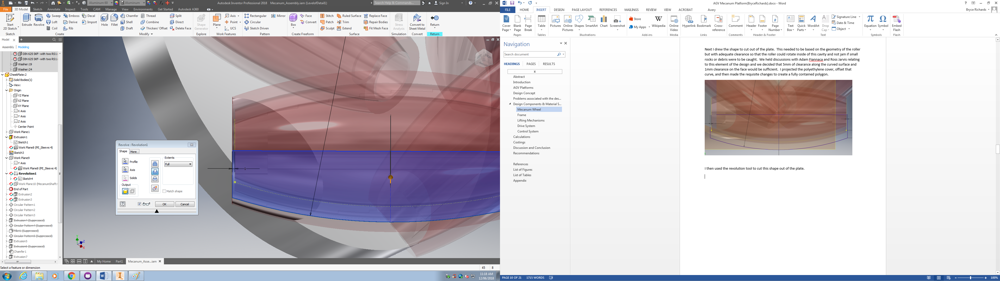 Aluminum 60
Aluminum
Autodesk Inventor Professional 2018 Mecanum_Assembly.iam (LevelofDetail1)
Search Help & Commands...
Sign In
File 3D Model Sketch Annotate Inspect Tools CAM Manage View Environments Get Started Autodesk A360
Start
2D Sketch
Extrude Revolve
Sweep Emboss Decal
Loft Derive Import
Coil Rib
Hole Fillet
Chamfer Thread Split
Shell Combine Direct
Draft Thicken/ Offset Delete Face
Shape
Generator
Plane
Axis
Point
UCS
Rectangular Mirror
Circular
Sketch Driven
Box
Face
Convert
Stitch Ruled Surface Replace Face
Patch Trim Repair Bodies
Sculpt Extend Fit Mesh Face
Stress
Analysis
Convert to
Sheet Metal
Return
Sketch Create Modify Explore Work Features Pattern Create Freeform Surface Simulation Convert Return
Model
Assembly Modeling
DIN 625 SKF- with two RS1
DIN 625 SKF- with two RS1
Washer:19
Washer:24
CheekPlate:2
Solid Bodies(1)
View:
Origin
YZ Plane
XZ Plane
XY Plane
X Axis
Y Axis
Z Axis
Center Point
Work Plane1
Extrusion1
Sketch1
Work Plane8 (PE_Sleeve:4)
Sketch3
Work Plane9
Y Axis
Work Plane8 (PE_Sleeve:4)
Revolution1
Sketch4
Work Plane10 (MecanumShaft:
End of Part
Extrusion2
Extrusion3
Circular Pattern1
Circular Pattern2
Circular Pattern3
Extrusion4 (Suppressed)
Circular Pattern4 (Suppressed)
Fillet1 (Suppressed)
Circular Pattern5 (Suppressed)
Extrusion5
Extrusion6 (Suppressed)
Chamfer1
Extrusion7
LEFT FRONT
Revolve : Revolution1
Shape More
Profile
Axis
Solids
Output
Extents
Full
Match shape
OK Cancel
1
Y
Z
X
My Home Part1 Mecanum_Asse...iam
Select a feature or dimension
45 8
11:18 AM
12/06/2018
AGV Mecanum Platform(BryceRichards).docx - Word
FILE HOME INSERT DESIGN PAGE LAYOUT REFERENCES MAILINGS REVIEW VIEW ACROBAT Avery
Bryce Richards
Cover
Page
Blank
Page
Page
Break
Table
Pictures
Online
Pictures
Shapes SmartArt Chart Screenshot
Store
My Apps
Wikipedia
Online
Video
Hyperlink Bookmark
Cross-
reference
Comment
Header Footer
Page
Number
Text
Box
Quick
Parts
WordArt
Drop
Cap
Signature Line
Date & Time
Object
Equation Symbol
Embed
Flash
Pages Tables Illustrations Add-ins Media Links Comments Header & Footer Text Symbols Flash
Navigation
Search document
HEADINGS PAGES RESULTS
Abstract
Introduction
AGV Platforms
Design Concept
Problems associated with the des...
Design Components & Material S...
Mecanum Wheel
Frame
Lifting Mechanisms
Drive System
Control System
Calculations
Costings
Discussion and Conclusion
Recommendations
References
List of Figures
List of Tables
Appendix
Next I drew the shape to cut out of the plate. This needed to be based on the geometry of the roller
but with adequate clearance so that the roller could rotate inside of this cavity and not jam if small
rocks or debris were to be caught. We held discussions with Adam Fiannaca and Ross Jarvis relating
to this element of the design and we decided that 5mm of clearance along the curved surface and
1mm clearance on the face would be sufficient. I projected the polyethylene cover, offset that
curve, and then made the requisite changes to create a fully contained polygon.
I then used the revolution tool to cut this shape out of the plate.
PAGE 10 OF 21 1715 WORDS
100%